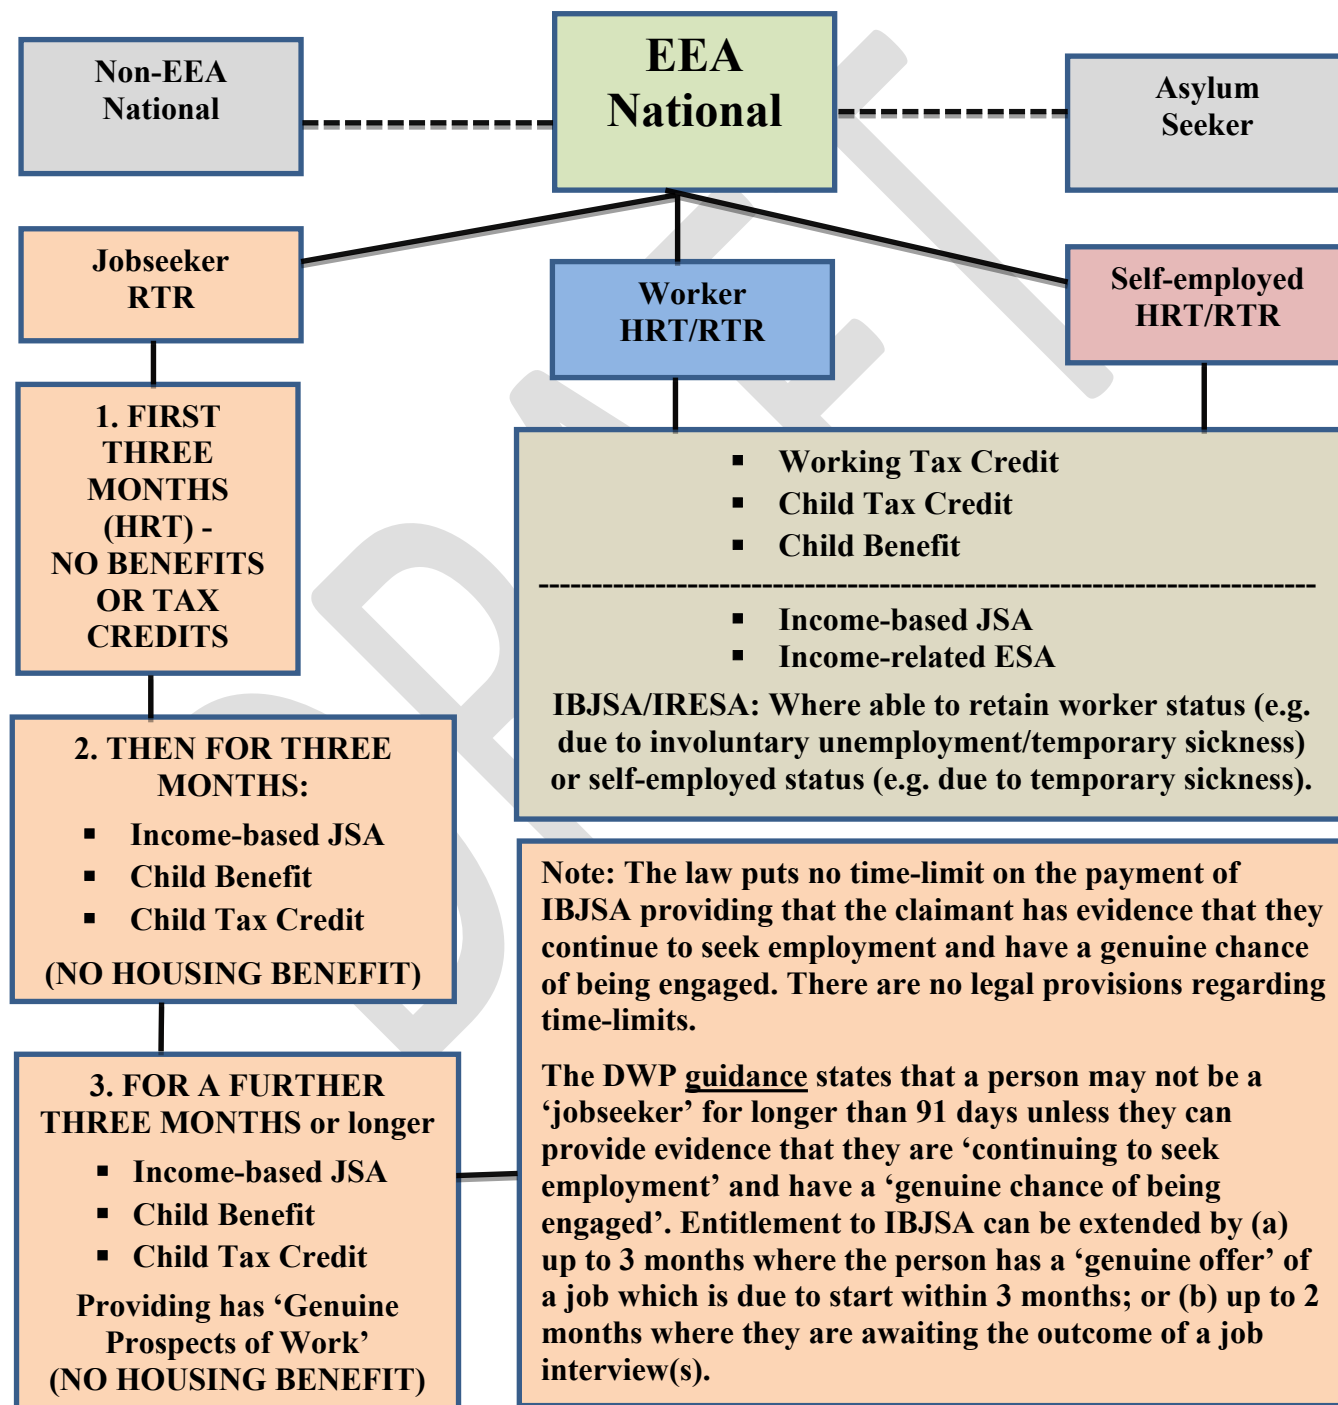 Non-EEA
National
EEA
National
Asylum
Seeker
Jobseeker
RTR
Worker
HRT/RTR
Self-employed
HRT/RTR
1. FIRST
THREE
MONTHS
(HRT) -
NO BENEFITS
OR TAX
CREDITS
▪ Working Tax Credit
▪ Child Tax Credit
▪ Child Benefit
--------------------------------------------------------------------------
▪ Income-based JSA
▪ Income-related ESA
IBJSA/IRESA: Where able to retain worker status (e.g.
due to involuntary unemployment/temporary sickness)
or self-employed status (e.g. due to temporary sickness).
2. THEN FOR THREE
MONTHS:
▪ Income-based JSA
▪ Child Benefit
▪ Child Tax Credit
(NO HOUSING BENEFIT)
3. FOR A FURTHER
THREE MONTHS or longer
▪ Income-based JSA
▪ Child Benefit
▪ Child Tax Credit
Providing has ‘Genuine
Prospects of Work’
(NO HOUSING BENEFIT)
Note: The law puts no time-limit on the payment of
IBJSA providing that the claimant has evidence that they
continue to seek employment and have a genuine chance
of being engaged. There are no legal provisions regarding
time-limits.
The DWP guidance states that a person may not be a
‘jobseeker’ for longer than 91 days unless they can
provide evidence that they are ‘continuing to seek
employment’ and have a ‘genuine chance of being
engaged’. Entitlement to IBJSA can be extended by (a)
up to 3 months where the person has a ‘genuine offer’ of
a job which is due to start within 3 months; or (b) up to 2
months where they are awaiting the outcome of a job
interview(s).
DRAFT